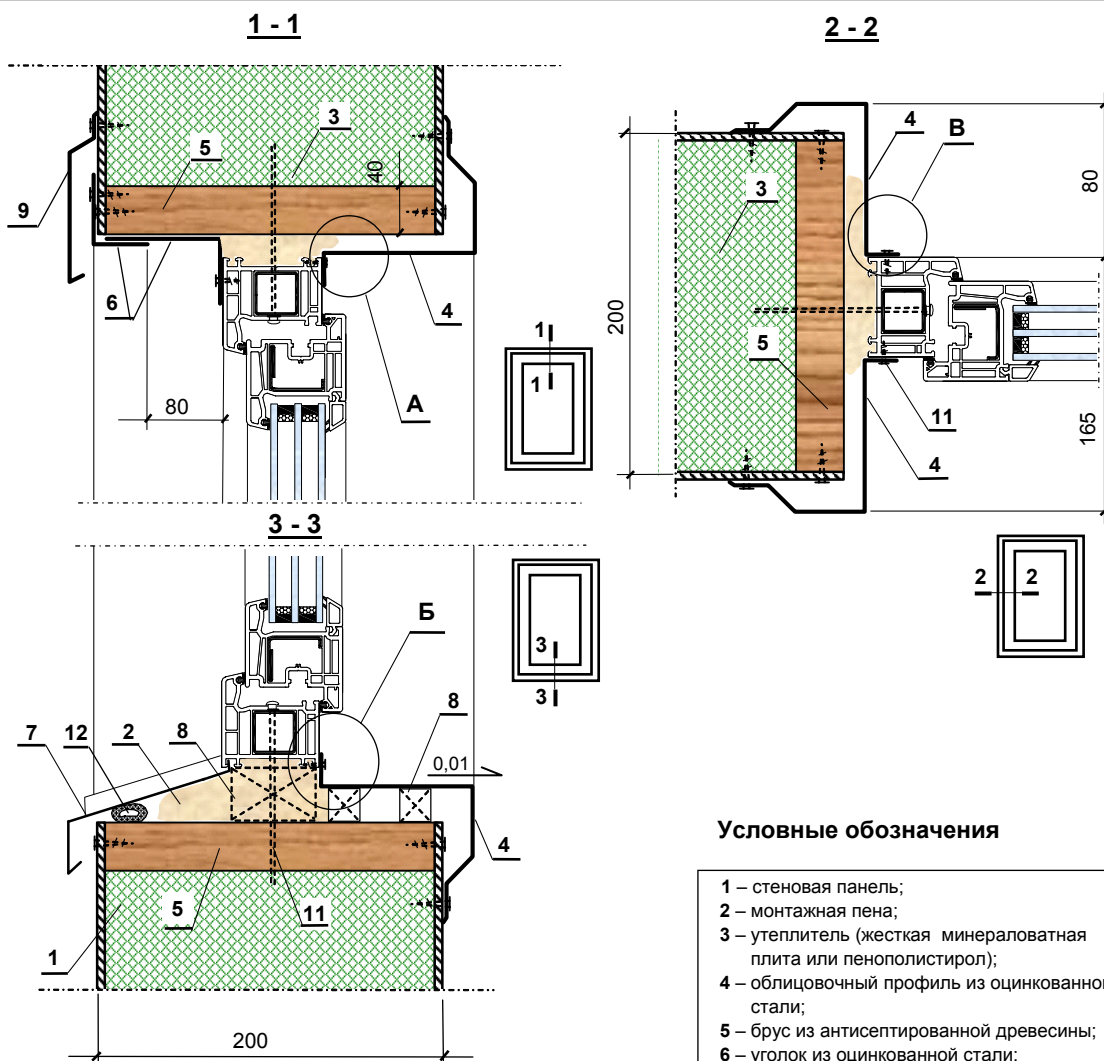 1 - 1
2 - 2
3
5
40
9
6
4
80
А
1
1
4
В
3
80
200
5
11
4
165
2
2
3 - 3
Б
3
3
7
12
2
8
8
0,01
4
5
11
1
200
Условные обозначения
1 – стеновая панель;
2 – монтажная пена;
3 – утеплитель (жесткая минераловатная
плита или пенополистирол);
4 – облицовочный профиль из оцинкованной
стали;
5 – брус из антисептированной древесины;
6 – уголок из оцинкованной стали;